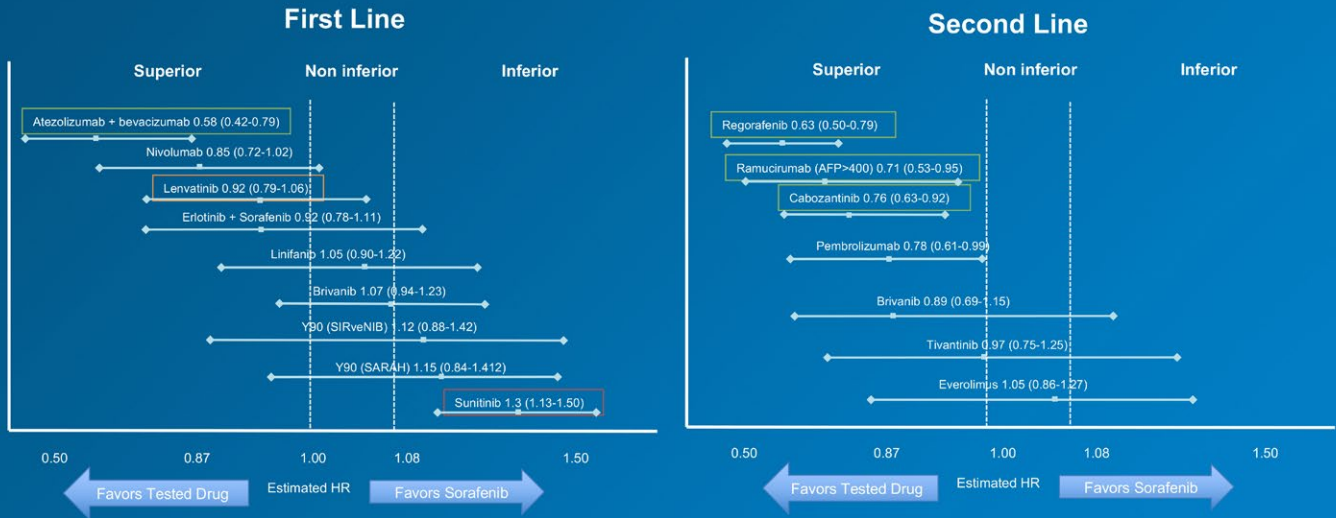 First Line
Superior Non inferior Inferior
Atezolizumab + bevacizumab 0.58 (0.42-0.79)
Nivolumab 0.85 (0.72-1.02)
Lenvatinib 0.92 (0.79-1.06)
Erlotinib + Sorafenib 0.92 (0.78-1.11)
Linifanib 1.05 (0.90-1.22)
Brivanib 1.07 (0.94-1.23)
Y90 (SIRveNIB) 1.12 (0.88-1.42)
Y90 (SARAH) 1.15 (0.84-1.412)
Sunitinib 1.3 (1.13-1.50)
0.50 0.87 1.00 1.08 1.50
Favors Tested Drug Estimated HR Favors Sorafenib
Second Line
Superior Non inferior Inferior
Regorafenib 0.63 (0.50-0.79)
Ramucirumab (AFP>400) 0.71 (0.53-0.95)
Cabozantinib 0.76 (0.63-0.92)
Pembrolizumab 0.78 (0.61-0.99)
Brivanib 0.89 (0.69-1.15)
Tivantinib 0.97 (0.75-1.25)
Everolimus 1.05 (0.86-1.27)
0.50 0.87 1.00 1.08 1.50
Favors Tested Drug Estimated HR Favors Sorafenib